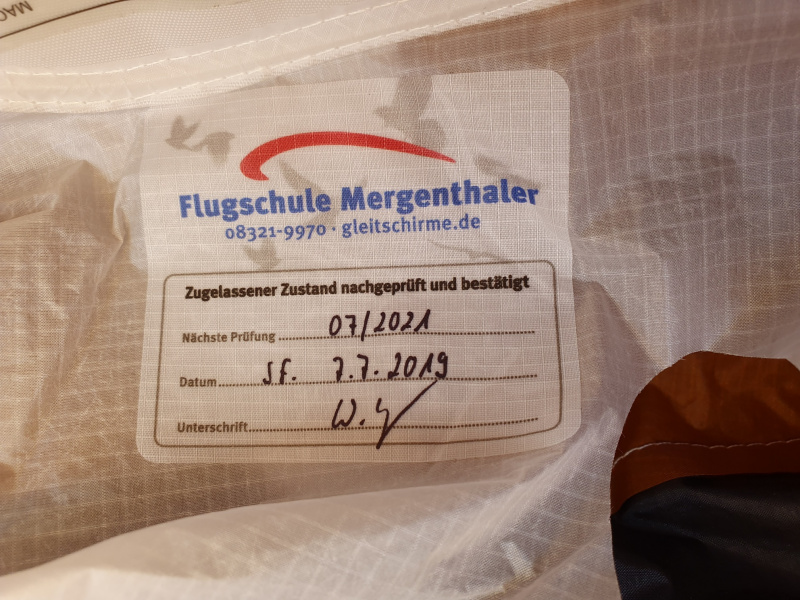 Flugschule Mergenthaler
08321-9970 · gleitschirme.de
Zugelassener Zustand nachgeprüft und bestätigt
Nächste Prüfung 07/2021
Datum Sf. 7.7.2019
Unterschrift W.